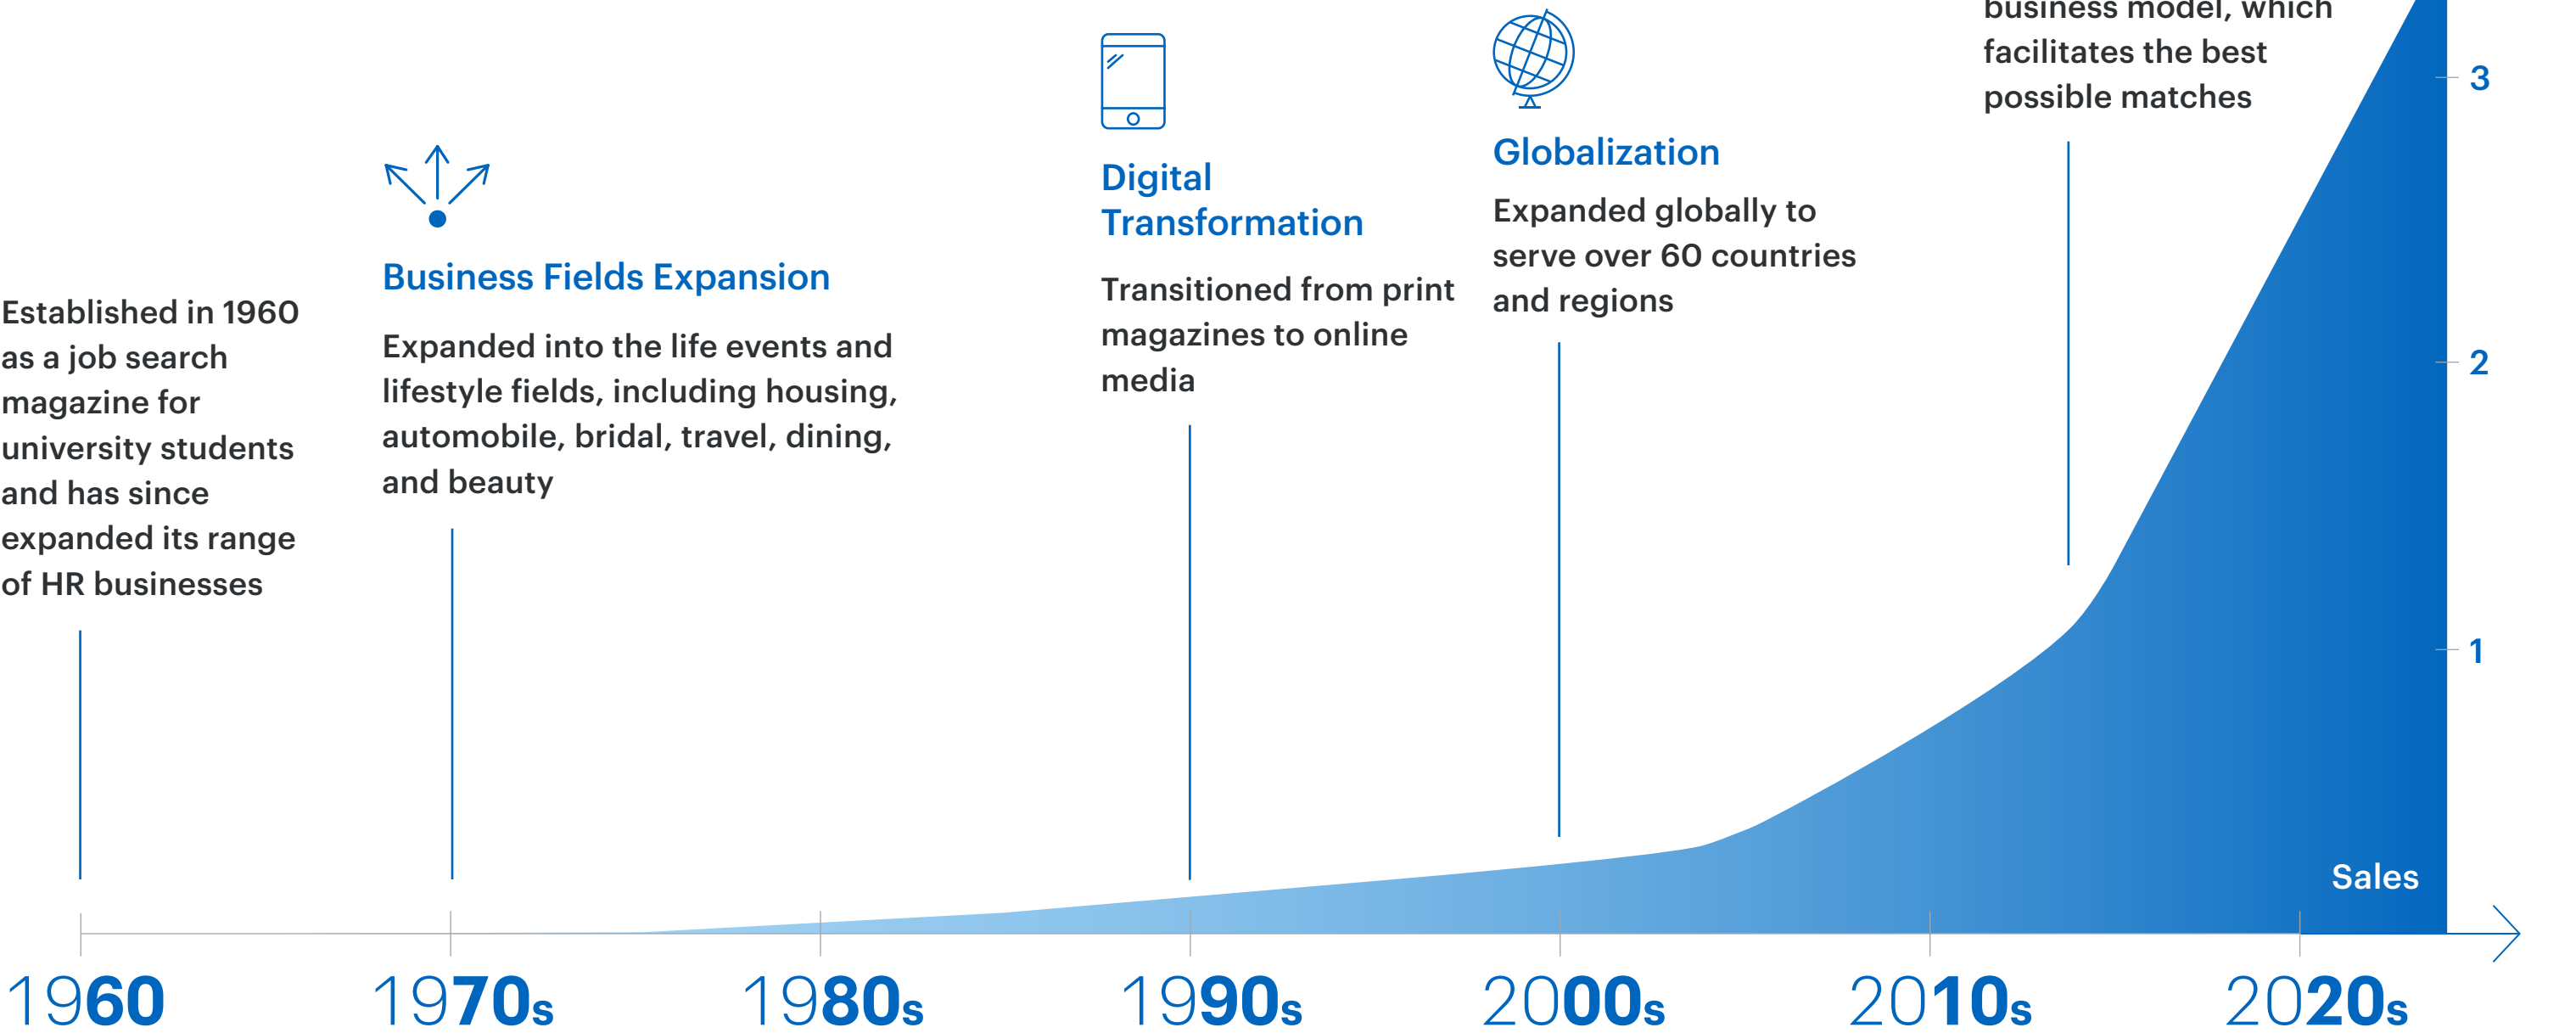 Established in 1960
as a job search
magazine for
university students
and has since
expanded its range
of HR businesses
Business Fields Expansion
Expanded into the life events and
lifestyle fields, including housing,
automobile, bridal, travel, dining,
and beauty
Digital
Transformation
Transitioned from print
magazines to online
media
Globalization
Expanded globally to
serve over 60 countries
and regions
business model, which
facilitates the best
possible matches
3
2
1
Sales
1960
1970s
1980s
1990s
2000s
2010s
2020s